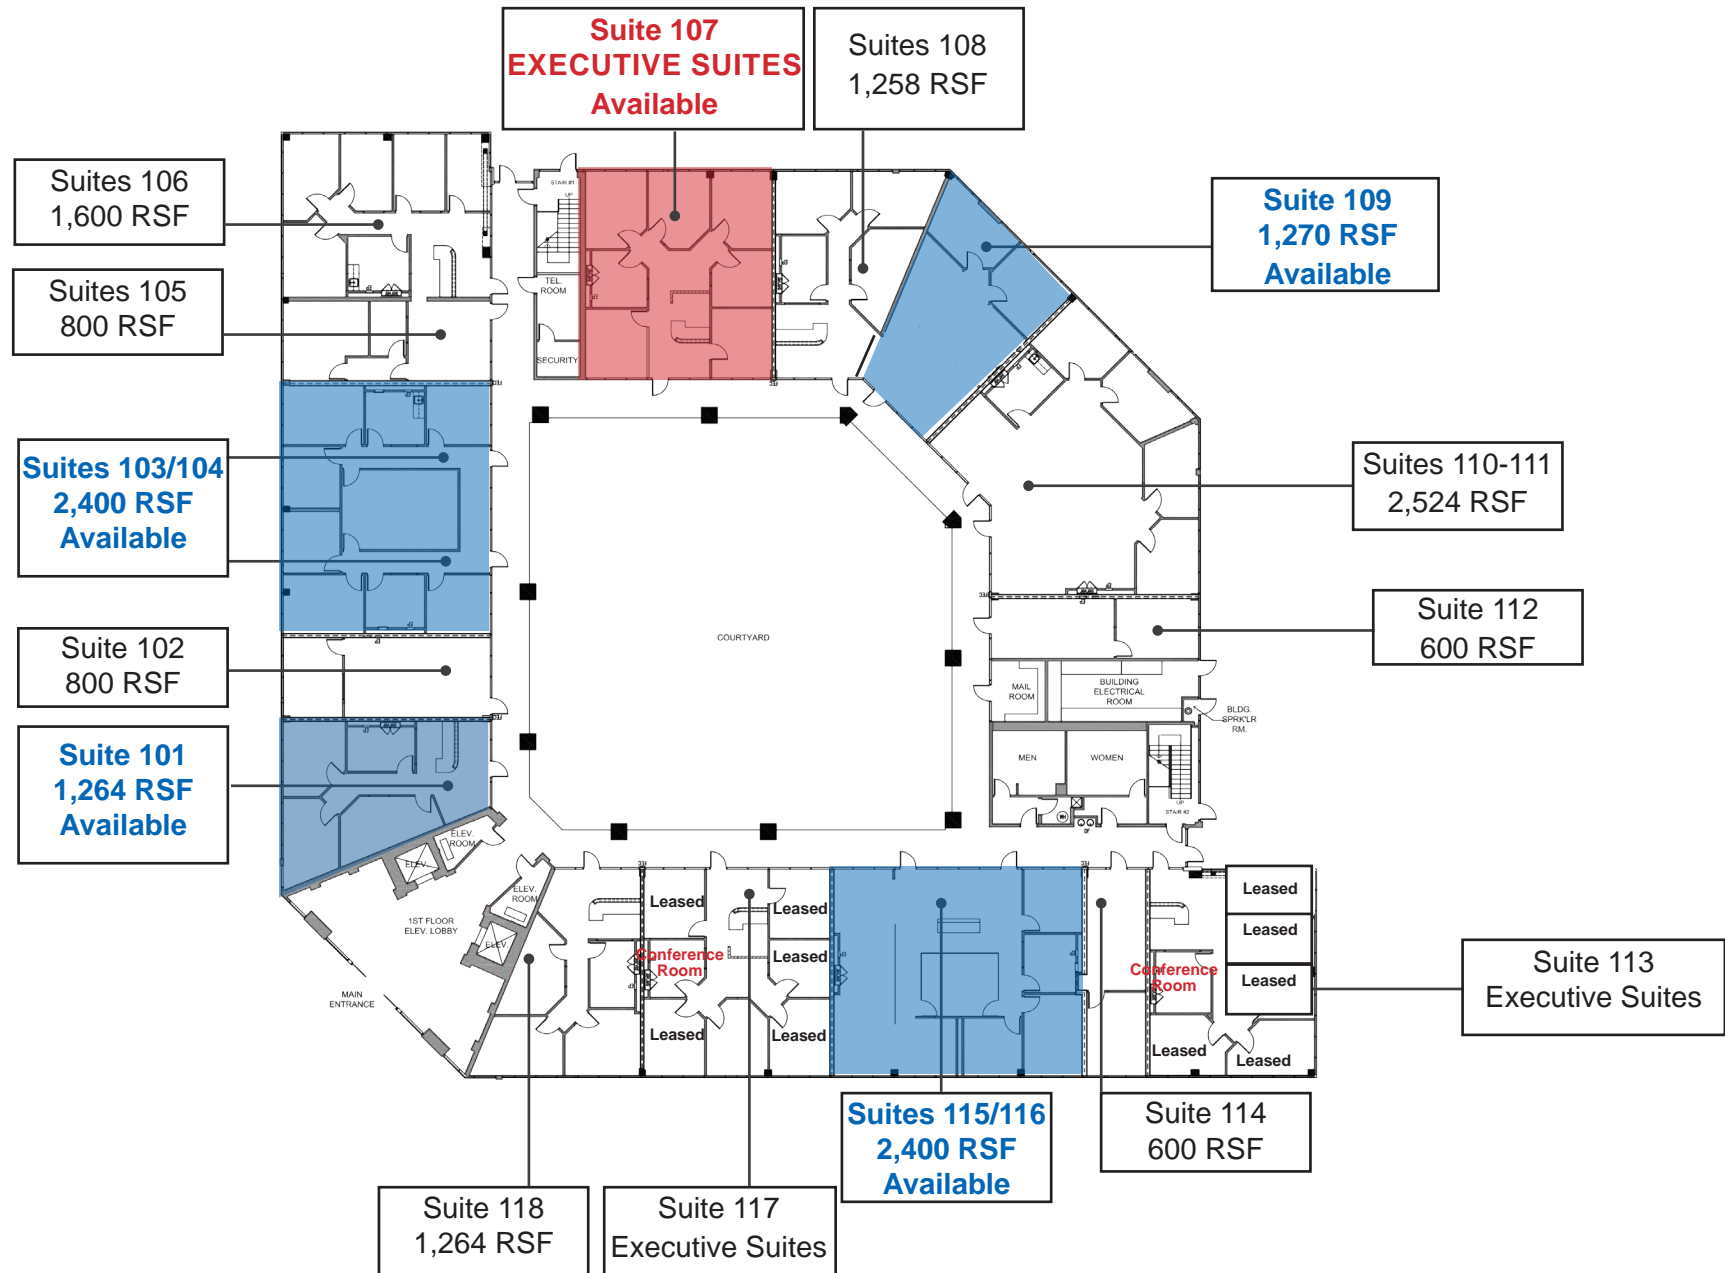 Suite 107
EXECUTIVE SUITES
Available
Suites 108
1,258 RSF
Suites 106
1,600 RSF
Suite 109
1,270 RSF
Available
Suites 105
800 RSF
STAIR #1
UP
TEL.
ROOM
SECURITY
Suites 103/104
2,400 RSF
Available
Suites 110-111
2,524 RSF
Suite 112
600 RSF
COURTYARD
Suite 102
800 RSF
MAIL
ROOM
BUILDING
ELECTRICAL
ROOM
BLDG.
SPRK'LR
RM.
Suite 101
1,264 RSF
Available
MEN
WOMEN
UP
STAIR #2
ELEV.
ROOM
ELEV.
ELEV.
ROOM
1ST FLOOR
ELEV. LOBBY
ELEV.
MAIN
ENTRANCE
Leased
Leased
Leased
Conference
Room
Leased
Leased
Leased
Leased
Leased
Conference
Room
Leased
Leased
Leased
Suite 113
Executive Suites
Suites 115/116
2,400 RSF
Available
Suite 114
600 RSF
Suite 118
1,264 RSF
Suite 117
Executive Suites